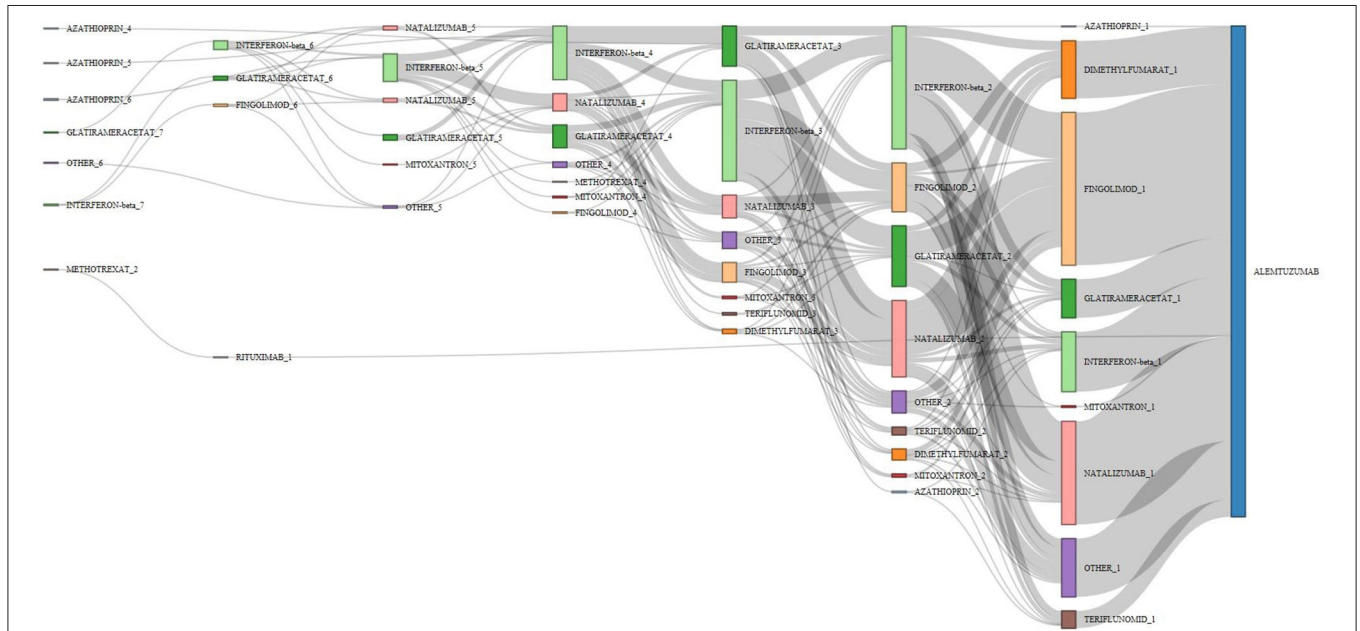 AZATHIOPRIN_4
AZATHIOPRIN_5
AZATHIOPRIN_6
GLATIRAMERACETAT_7
OTHER_6
INTERFERON-beta_7
METHOTREXAT_2
INTERFERON-beta_6
GLATIRAMERACETAT_6
FINGOLIMOD_6
RITUXIMAB_1
NATALIZUMAB_5
INTERFERON-beta_5
NATALIZUMAB_5
GLATIRAMERACETAT_5
MITOXANTRON_5
OTHER_5
INTERFERON-beta_4
NATALIZUMAB_4
GLATIRAMERACETAT_4
OTHER_4
METHOTREXAT_4
MITOXANTRON_4
FINGOLIMOD_4
GLATIRAMERACETAT_3
INTERFERON-beta_3
NATALIZUMAB_3
OTHER_3
FINGOLIMOD_3
MITOXANTRON_3
TERIFLUNOMID_3
DIMETHYLFUMARAT_3
INTERFERON-beta_2
FINGOLIMOD_2
GLATIRAMERACETAT_2
NATALIZUMAB_2
OTHER_2
TERIFLUNOMID_2
DIMETHYLFUMARAT_2
MITOXANTRON_2
AZATHIOPRIN_2
AZATHIOPRIN_1
DIMETHYLFUMARAT_1
FINGOLIMOD_1
GLATIRAMERACETAT_1
INTERFERON-beta_1
MITOXANTRON_1
NATALIZUMAB_1
OTHER_1
TERIFLUNOMID_1
ALEMTUZUMAB